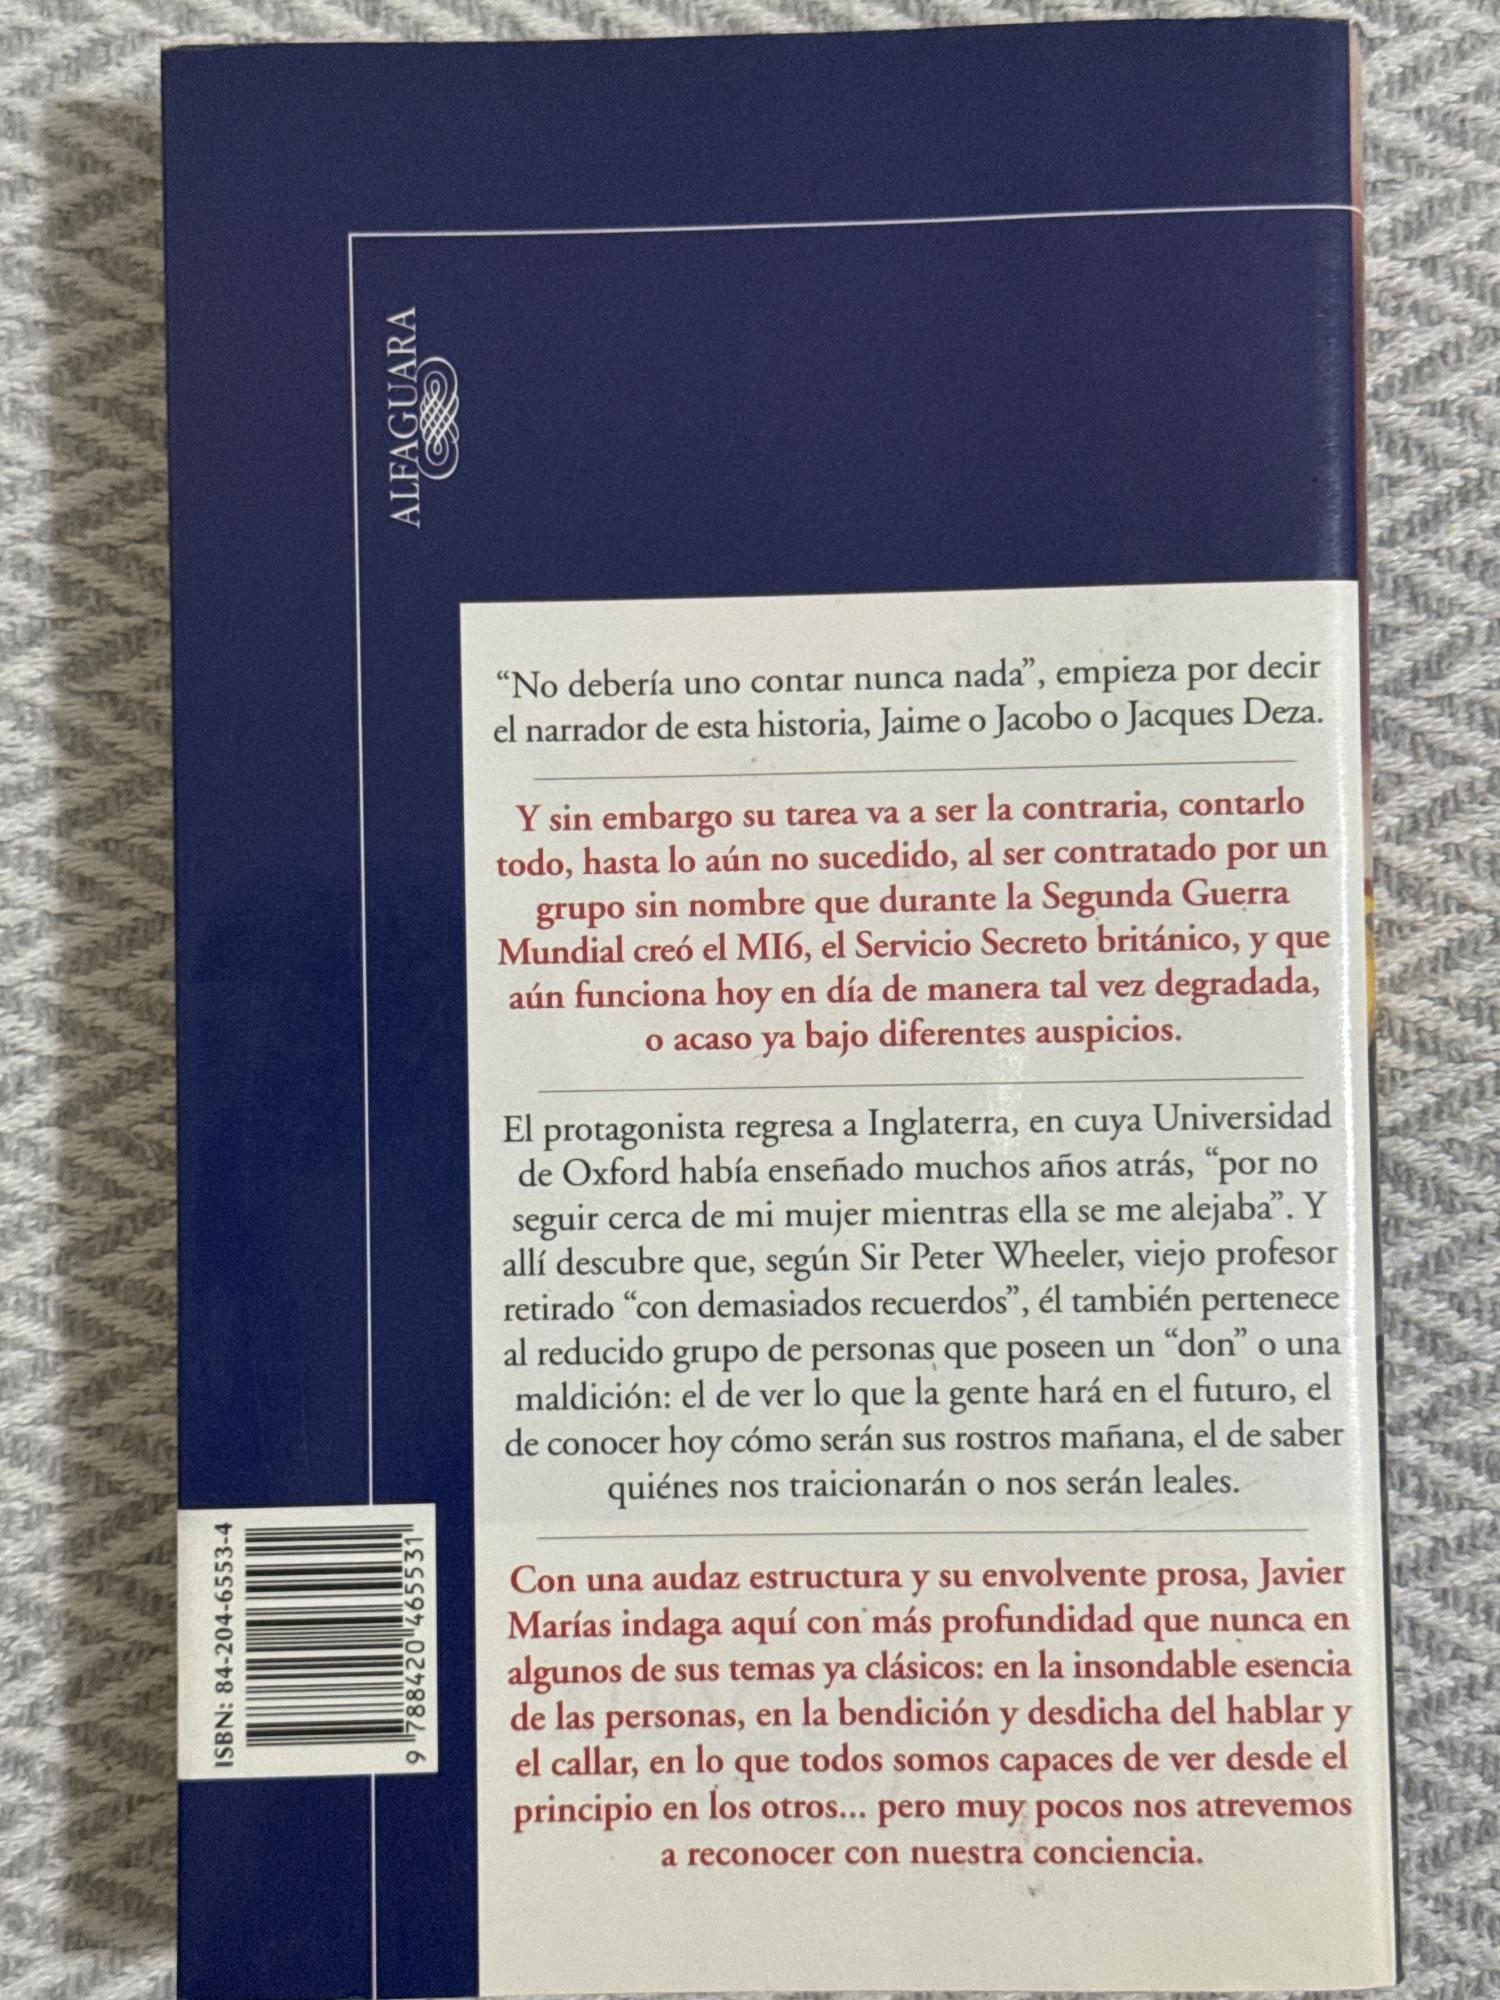 ALFAGUARA
“No debería uno contar nunca nada”, empieza por decir
el narrador de esta historia, Jaime o Jacobo o Jacques Deza.
Y sin embargo su tarea va a ser la contraria, contarlo
todo, hasta lo aún no sucedido, al ser contratado por un
grupo sin nombre que durante la Segunda Guerra
Mundial creó el MI6, el Servicio Secreto británico, y que
aún funciona hoy en día de manera tal vez degradada,
o acaso ya bajo diferentes auspicios.
El protagonista regresa a Inglaterra, en cuya Universidad
de Oxford había enseñado muchos años atrás, “por no
seguir cerca de mi mujer mientras ella se me alejaba”. Y
allí descubre que, según Sir Peter Wheeler, viejo profesor
retirado “con demasiados recuerdos”, él también pertenece
al reducido grupo de personas que poseen un “don” o una
maldición: el de ver lo que la gente hará en el futuro, el
de conocer hoy cómo serán sus rostros mañana, el de saber
quiénes nos traicionarán o nos serán leales.
Con una audaz estructura y su envolvente prosa, Javier
Marías indaga aquí con más profundidad que nunca en
algunos de sus temas ya clásicos: en la insondable esencia
de las personas, en la bendición y desdicha del hablar y
el callar, en lo que todos somos capaces de ver desde el
principio en los otros... pero muy pocos nos atrevemos
a reconocer con nuestra conciencia.
ISBN: 84-204-6553-4
9 788420 465531